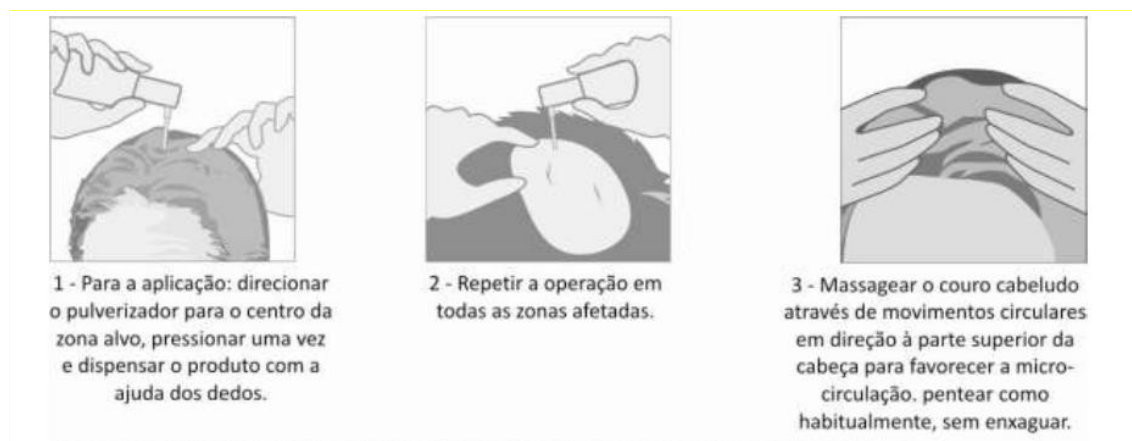 1 - Para a aplicação: direcionar
o pulverizador para o centro da
zona alvo, pressionar uma vez
e dispensar o produto com a
ajuda dos dedos.
2 - Repetir a operação em
todas as zonas afetadas.
3 - Massagear o couro cabeludo
através de movimentos circulares
em direção à parte superior da
cabeça para favorecer a micro-
circulação. pentear como
habitualmente, sem enxaguar.